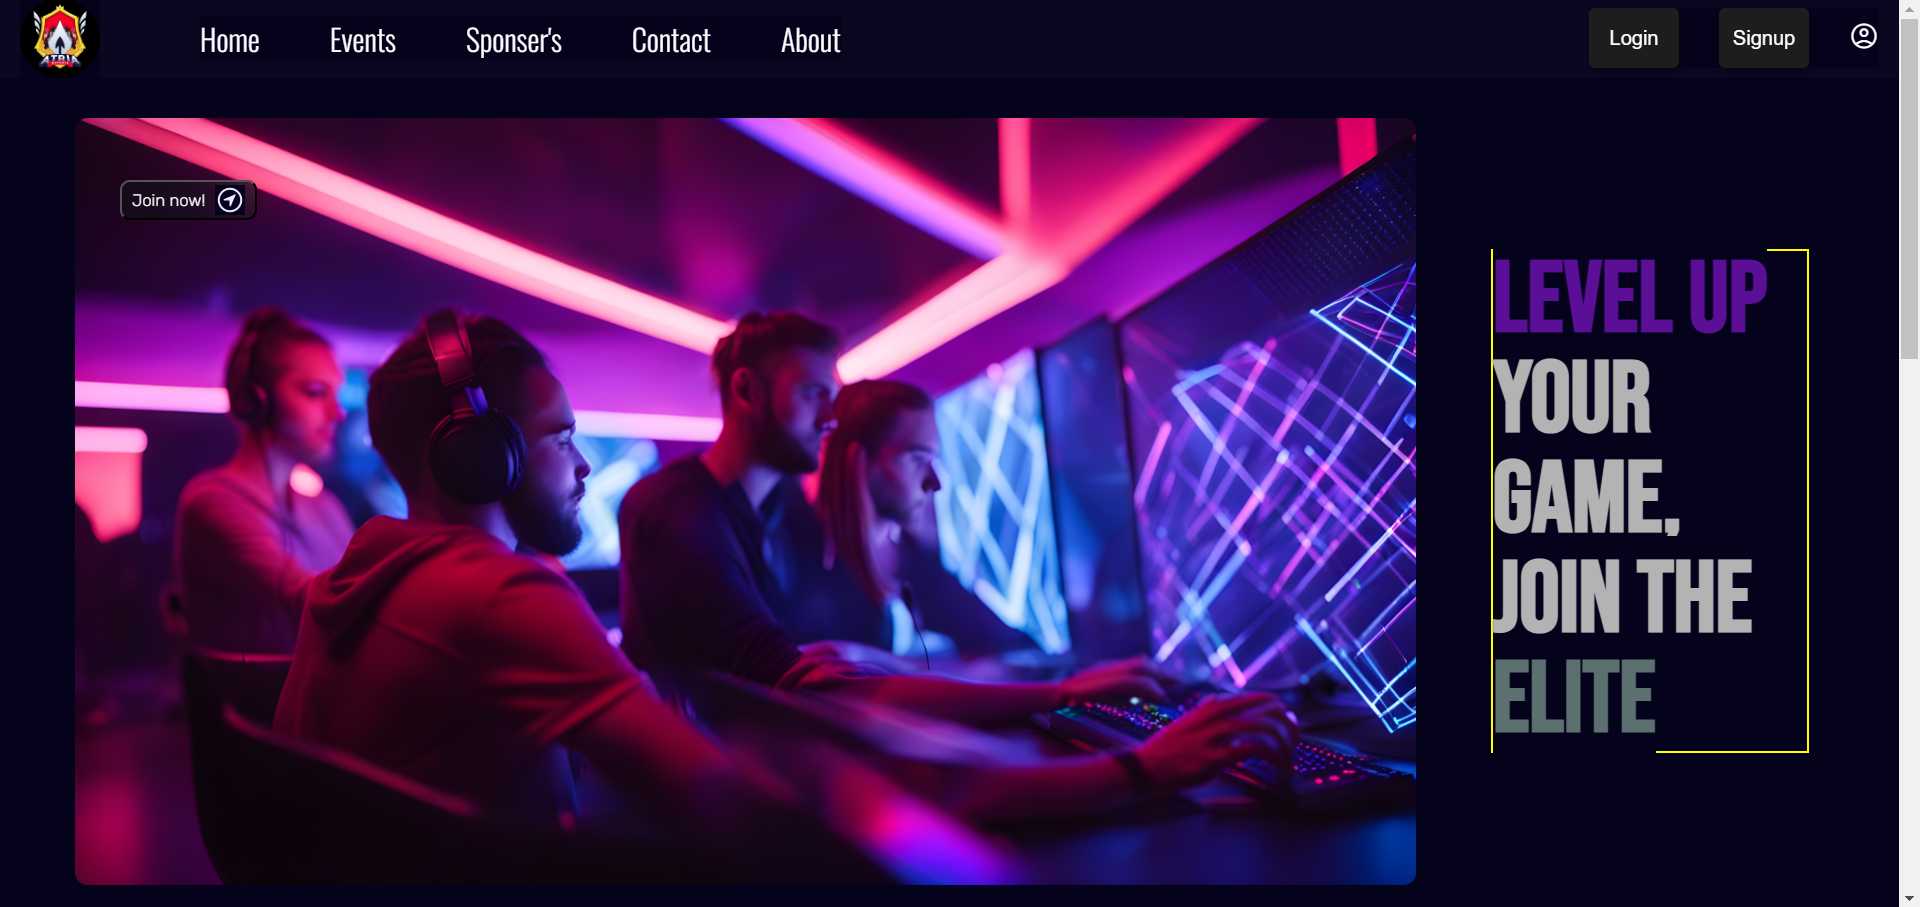 ATRIA
Home Events Sponser's Contact About
Login Signup
Join now!
LEVEL UP
YOUR
GAME,
JOIN THE
ELITE